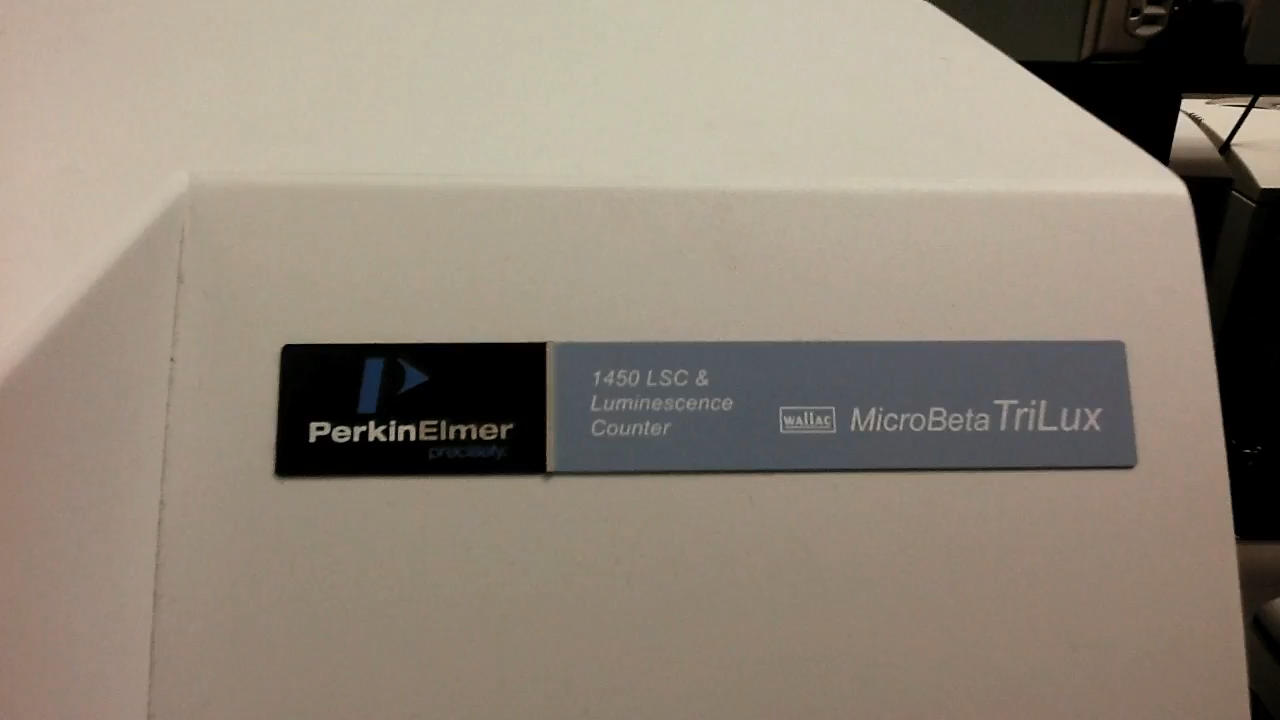 PerkinElmer
precisely.
1450 LSC &
Luminescence
Counter
wallac
MicroBeta TriLux